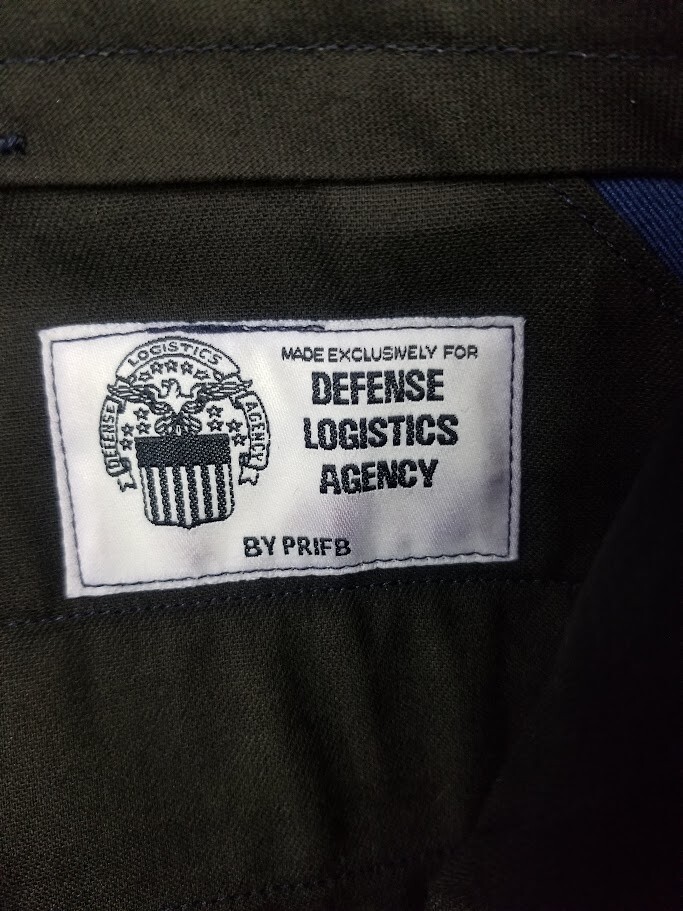 LOGISTICS
DEFENSE
AGENCY
MADE EXCLUSIVELY FOR
DEFENSE
LOGISTICS
AGENCY
BY PRIFB